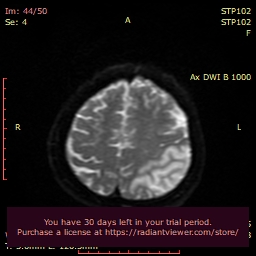 Im: 44/50
STP102
Se: 4
STP102
F
A
Ax DWI B 1000
R
L
You have 30 days left in your trial period.
Purchase a license at https://radiantviewer.com/store/